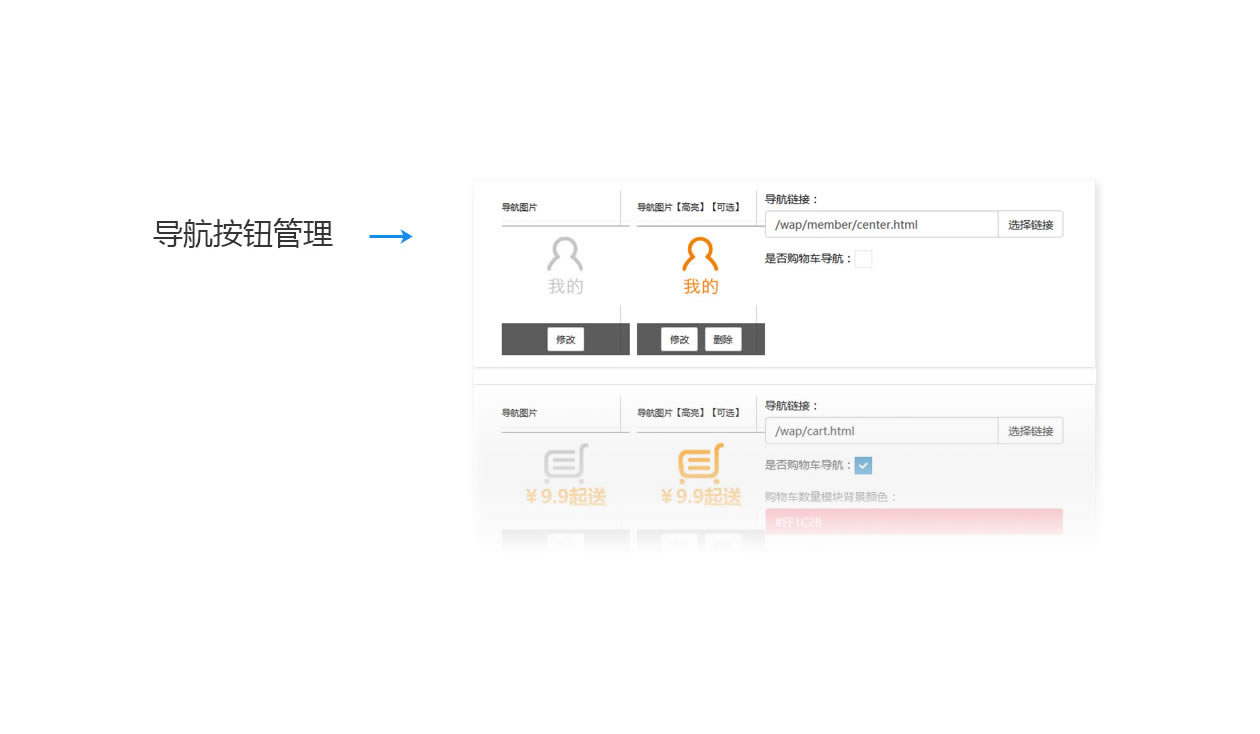 导航按钮管理
导航图片
导航图片【高亮】【可选】
导航链接：
/wap/member/center.html
选择链接
是否购物车导航：
我的
我的
修改
修改
删除
导航图片
导航图片【高亮】【可选】
导航链接：
/wap/cart.html
选择链接
是否购物车导航：
¥9.9起送
¥9.9起送
购物车数量模块背景颜色：
#FF1C2B